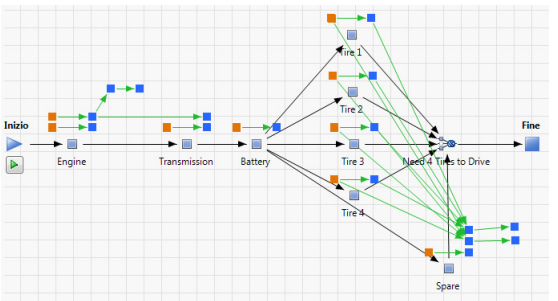 Tire 1
Tire 2
Inizio
Fine
Engine
Transmission
Battery
Tire 3
Need 4 Tires to Drive
Tire 4
Spare